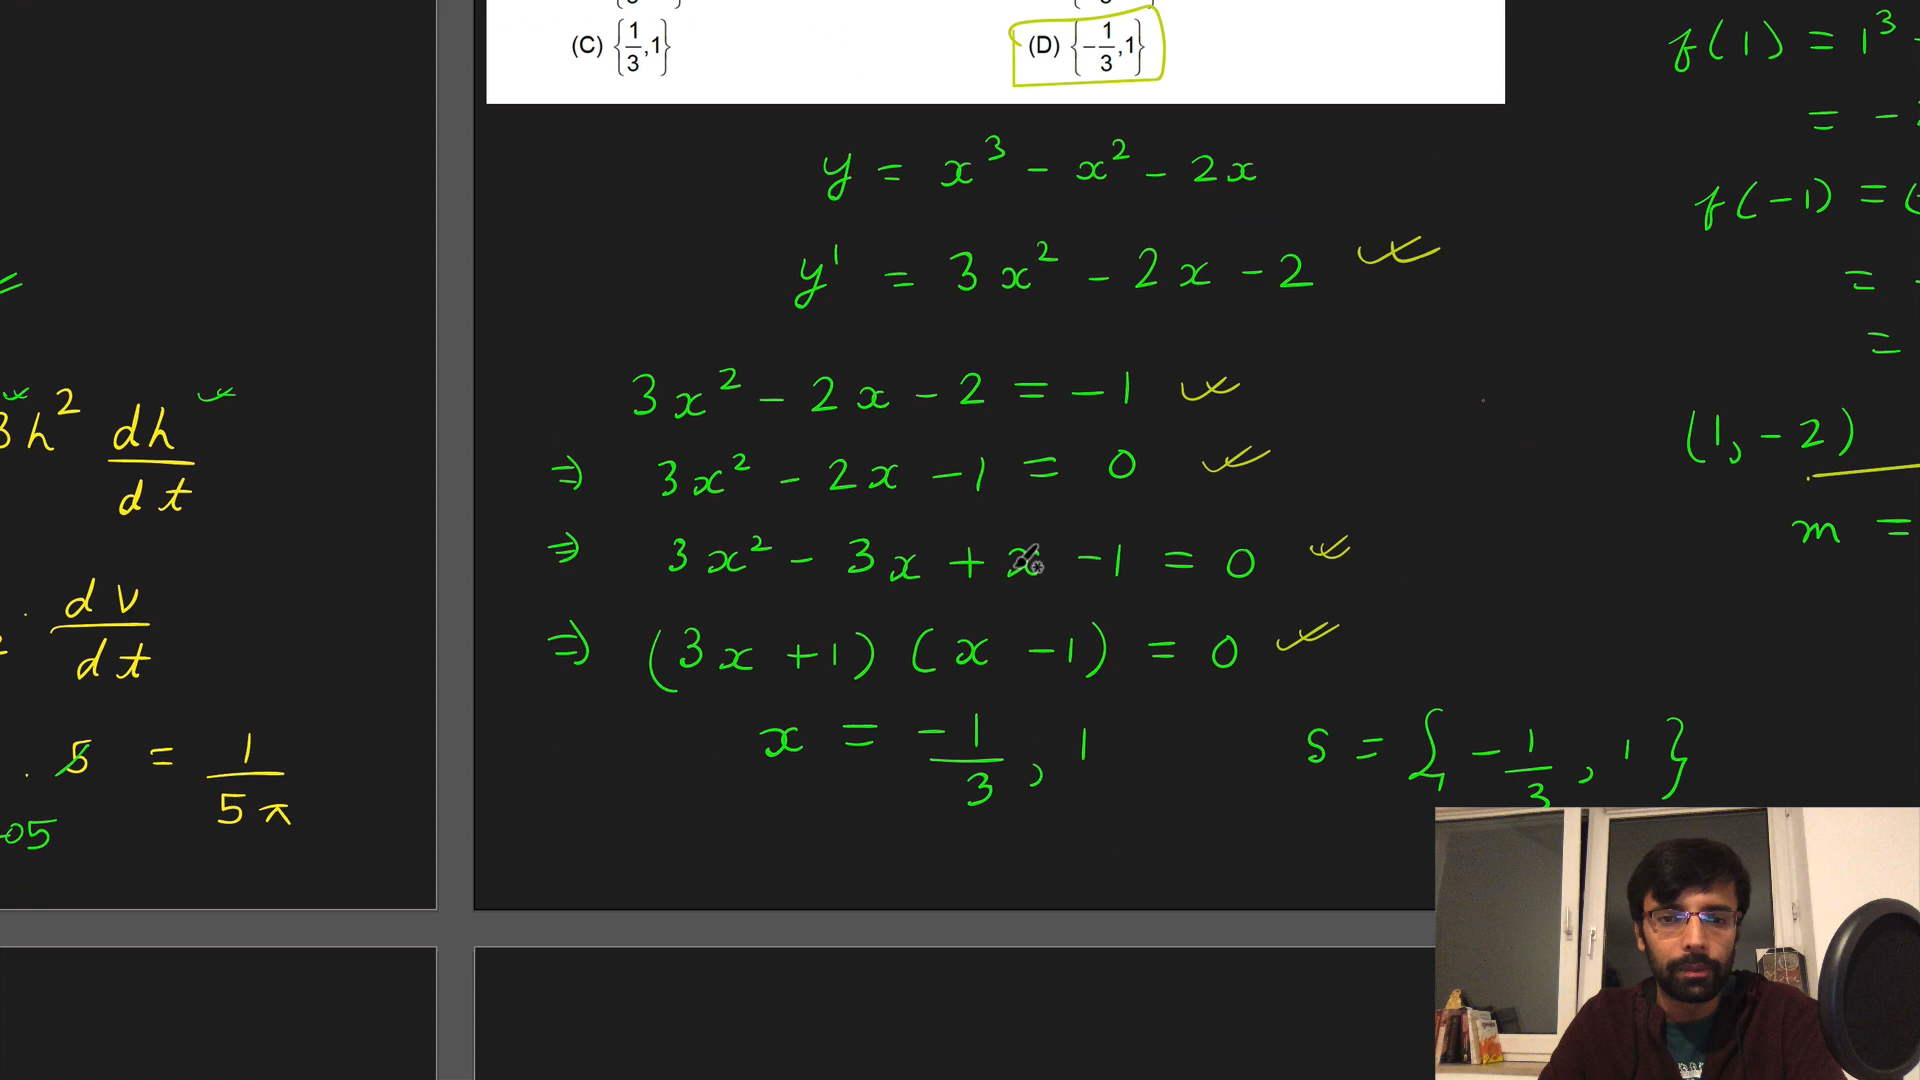 (C) {1/3, 1}
(D) {-1/3, 1}
y = x³ - x² - 2x
y' = 3x² - 2x - 2
3x² - 2x - 2 = -1
⇒ 3x² - 2x - 1 = 0
⇒ 3x² - 3x + x - 1 = 0
⇒ (3x + 1) (x - 1) = 0
x = -1/3, 1
S = {-1/3, 1}
3h² dh/dt
dv/dt
. 5 = 1/5π
05
f(1) = 1³
= -
f(-1) = (
=
=
(1, -2)
m =